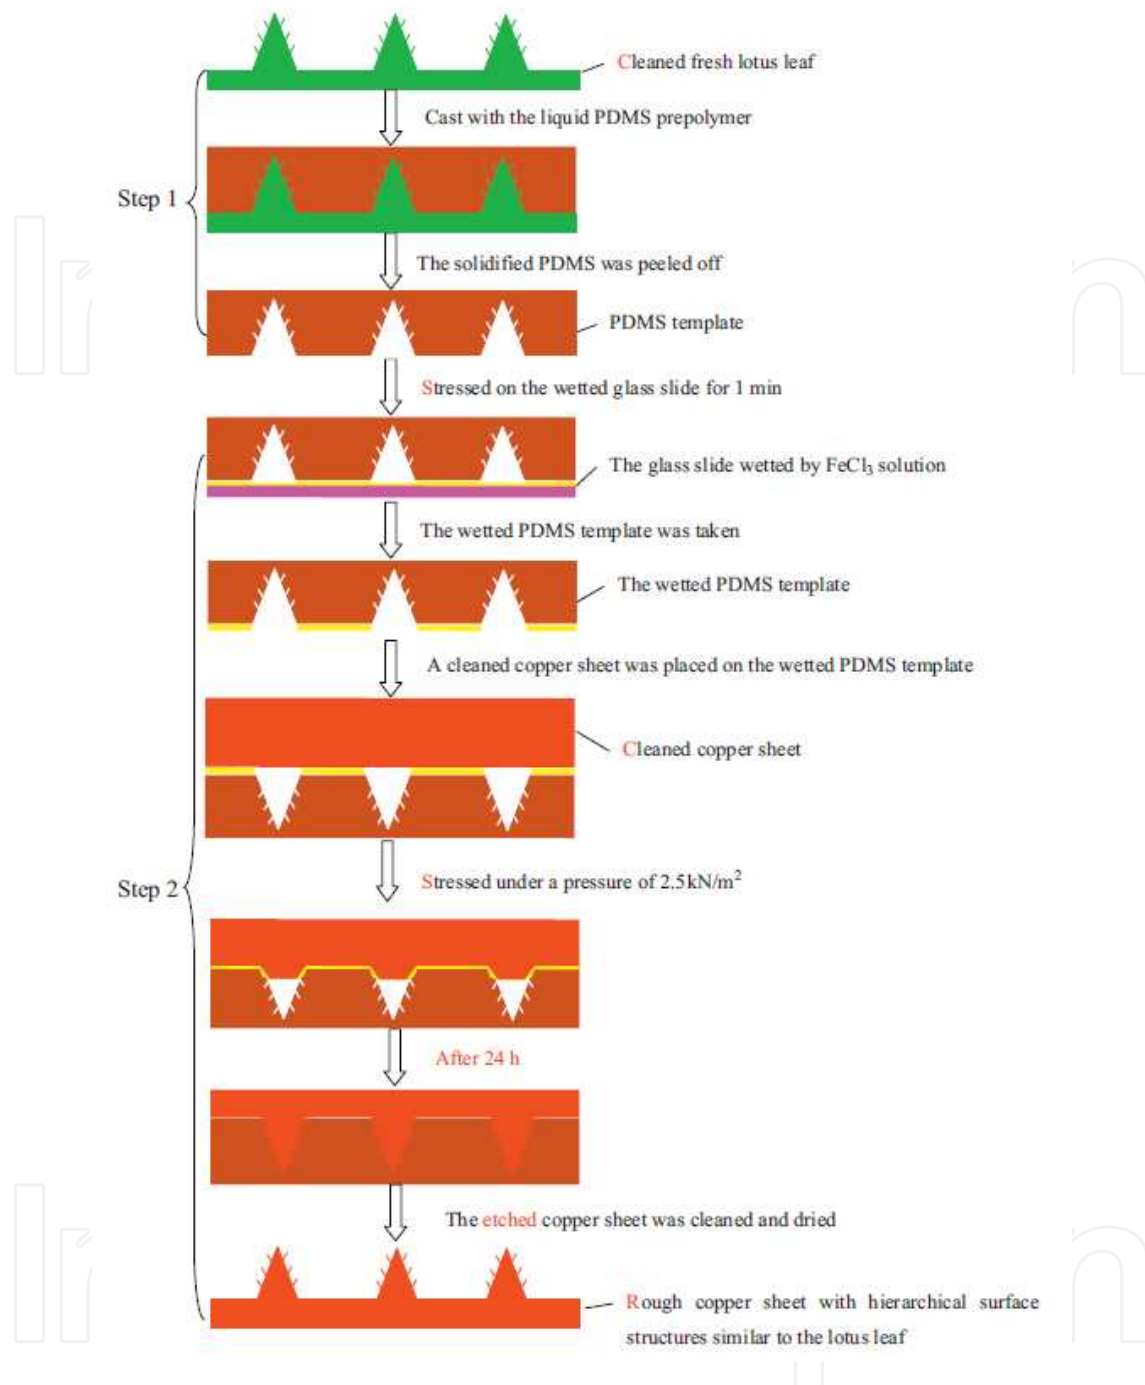 Cleaned fresh lotus leaf
Cast with the liquid PDMS prepolymer
Step 1
The solidified PDMS was peeled off
PDMS template
Stressed on the wetted glass slide for 1 min
The glass slide wetted by FeCl₃ solution
The wetted PDMS template was taken
The wetted PDMS template
A cleaned copper sheet was placed on the wetted PDMS template
Cleaned copper sheet
Stressed under a pressure of 2.5kN/m²
Step 2
After 24 h
The etched copper sheet was cleaned and dried
Rough copper sheet with hierarchical surface
structures similar to the lotus leaf